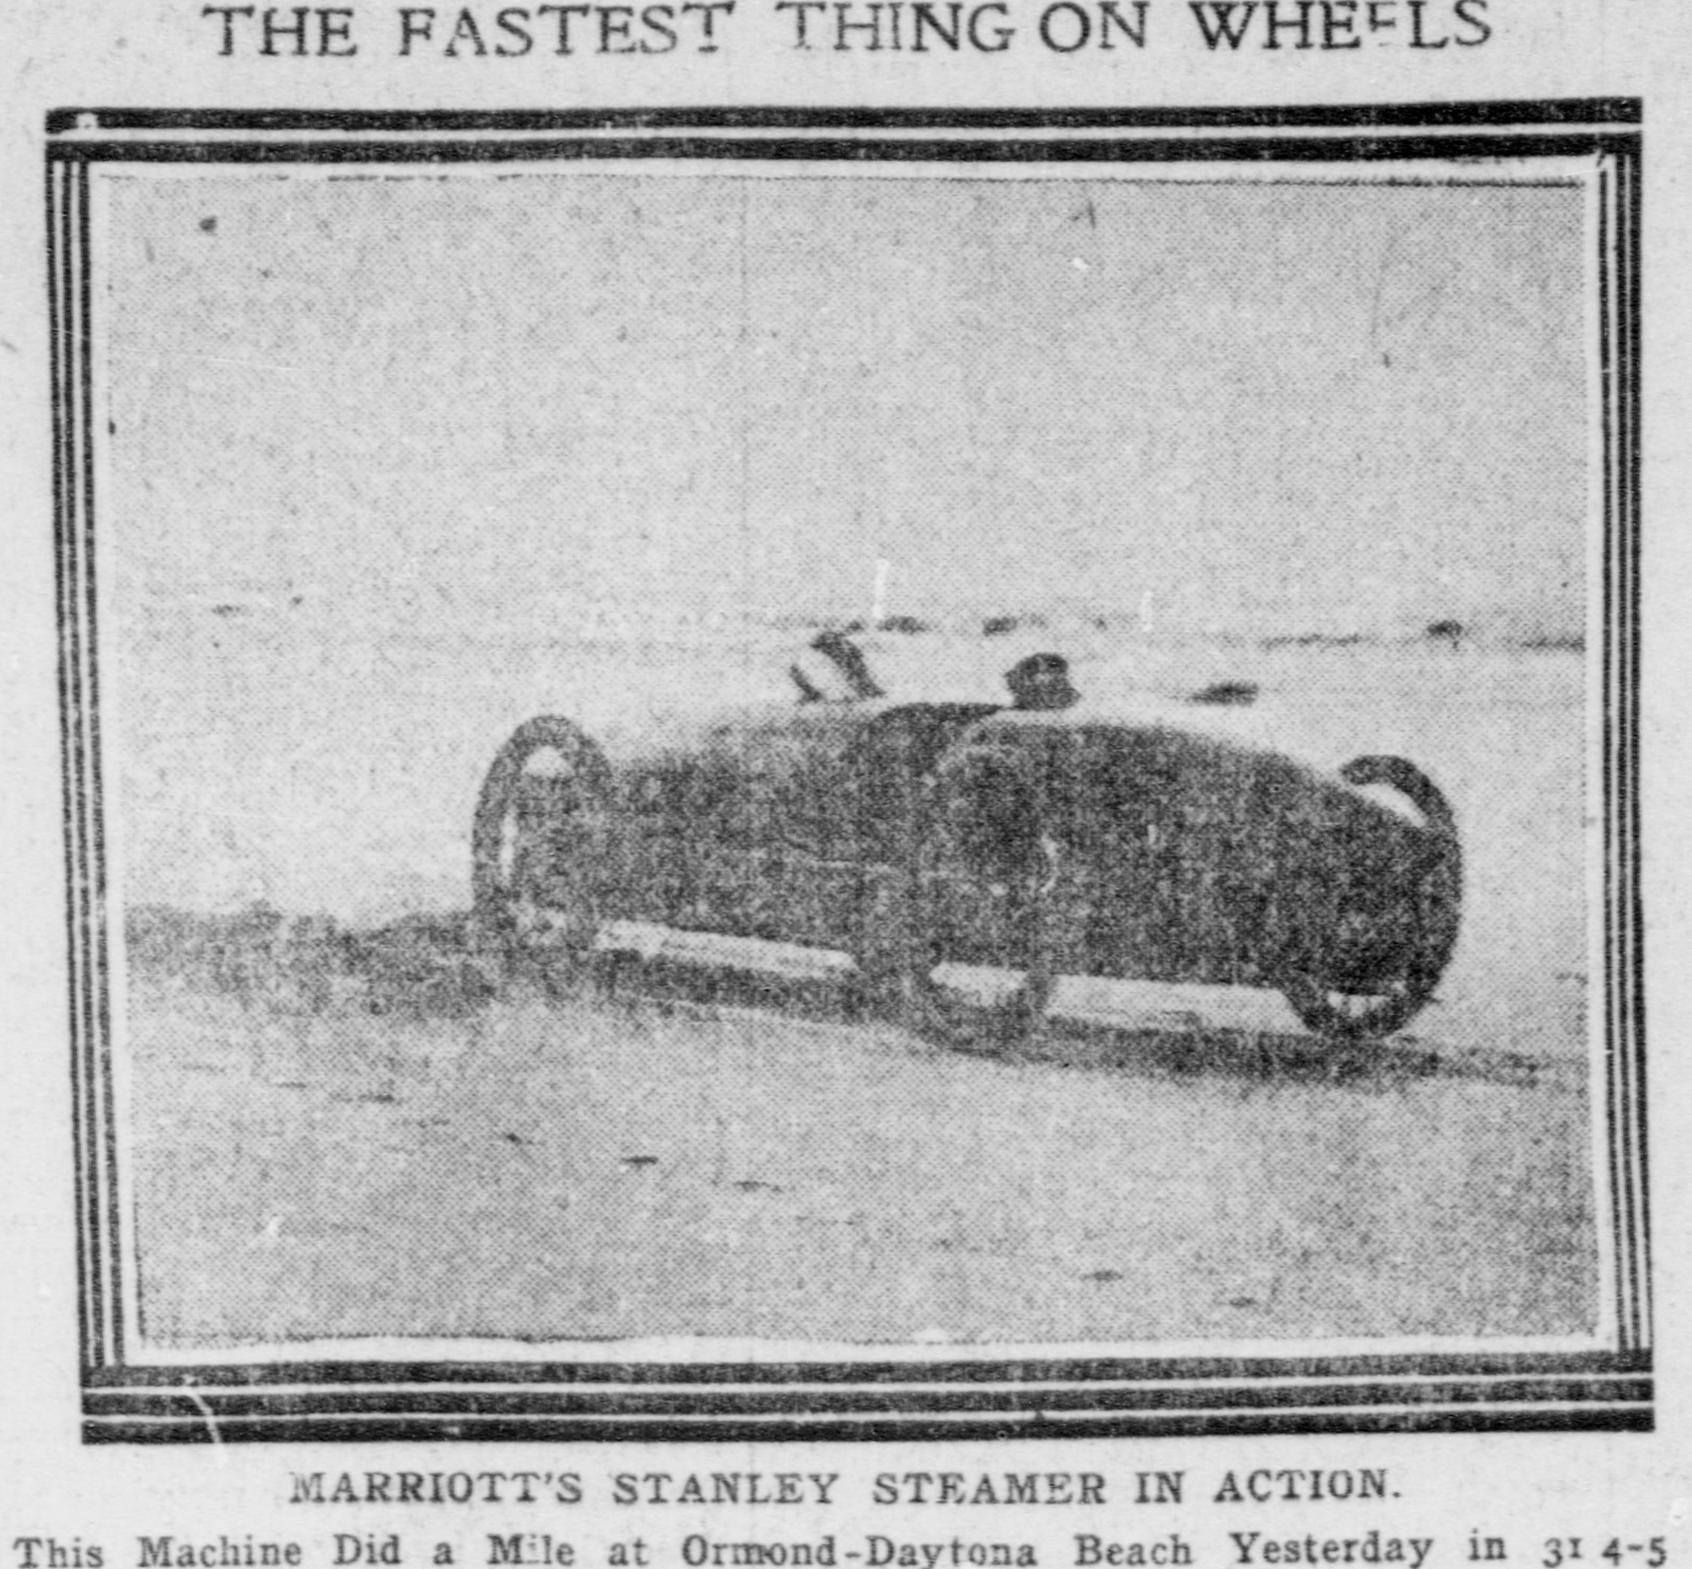 THE FASTEST THING ON WHEELS
MARRIOTT'S STANLEY STEAMER IN ACTION.
This Machine Did a Mile at Ormond-Daytona Beach Yesterday in 31 4-5